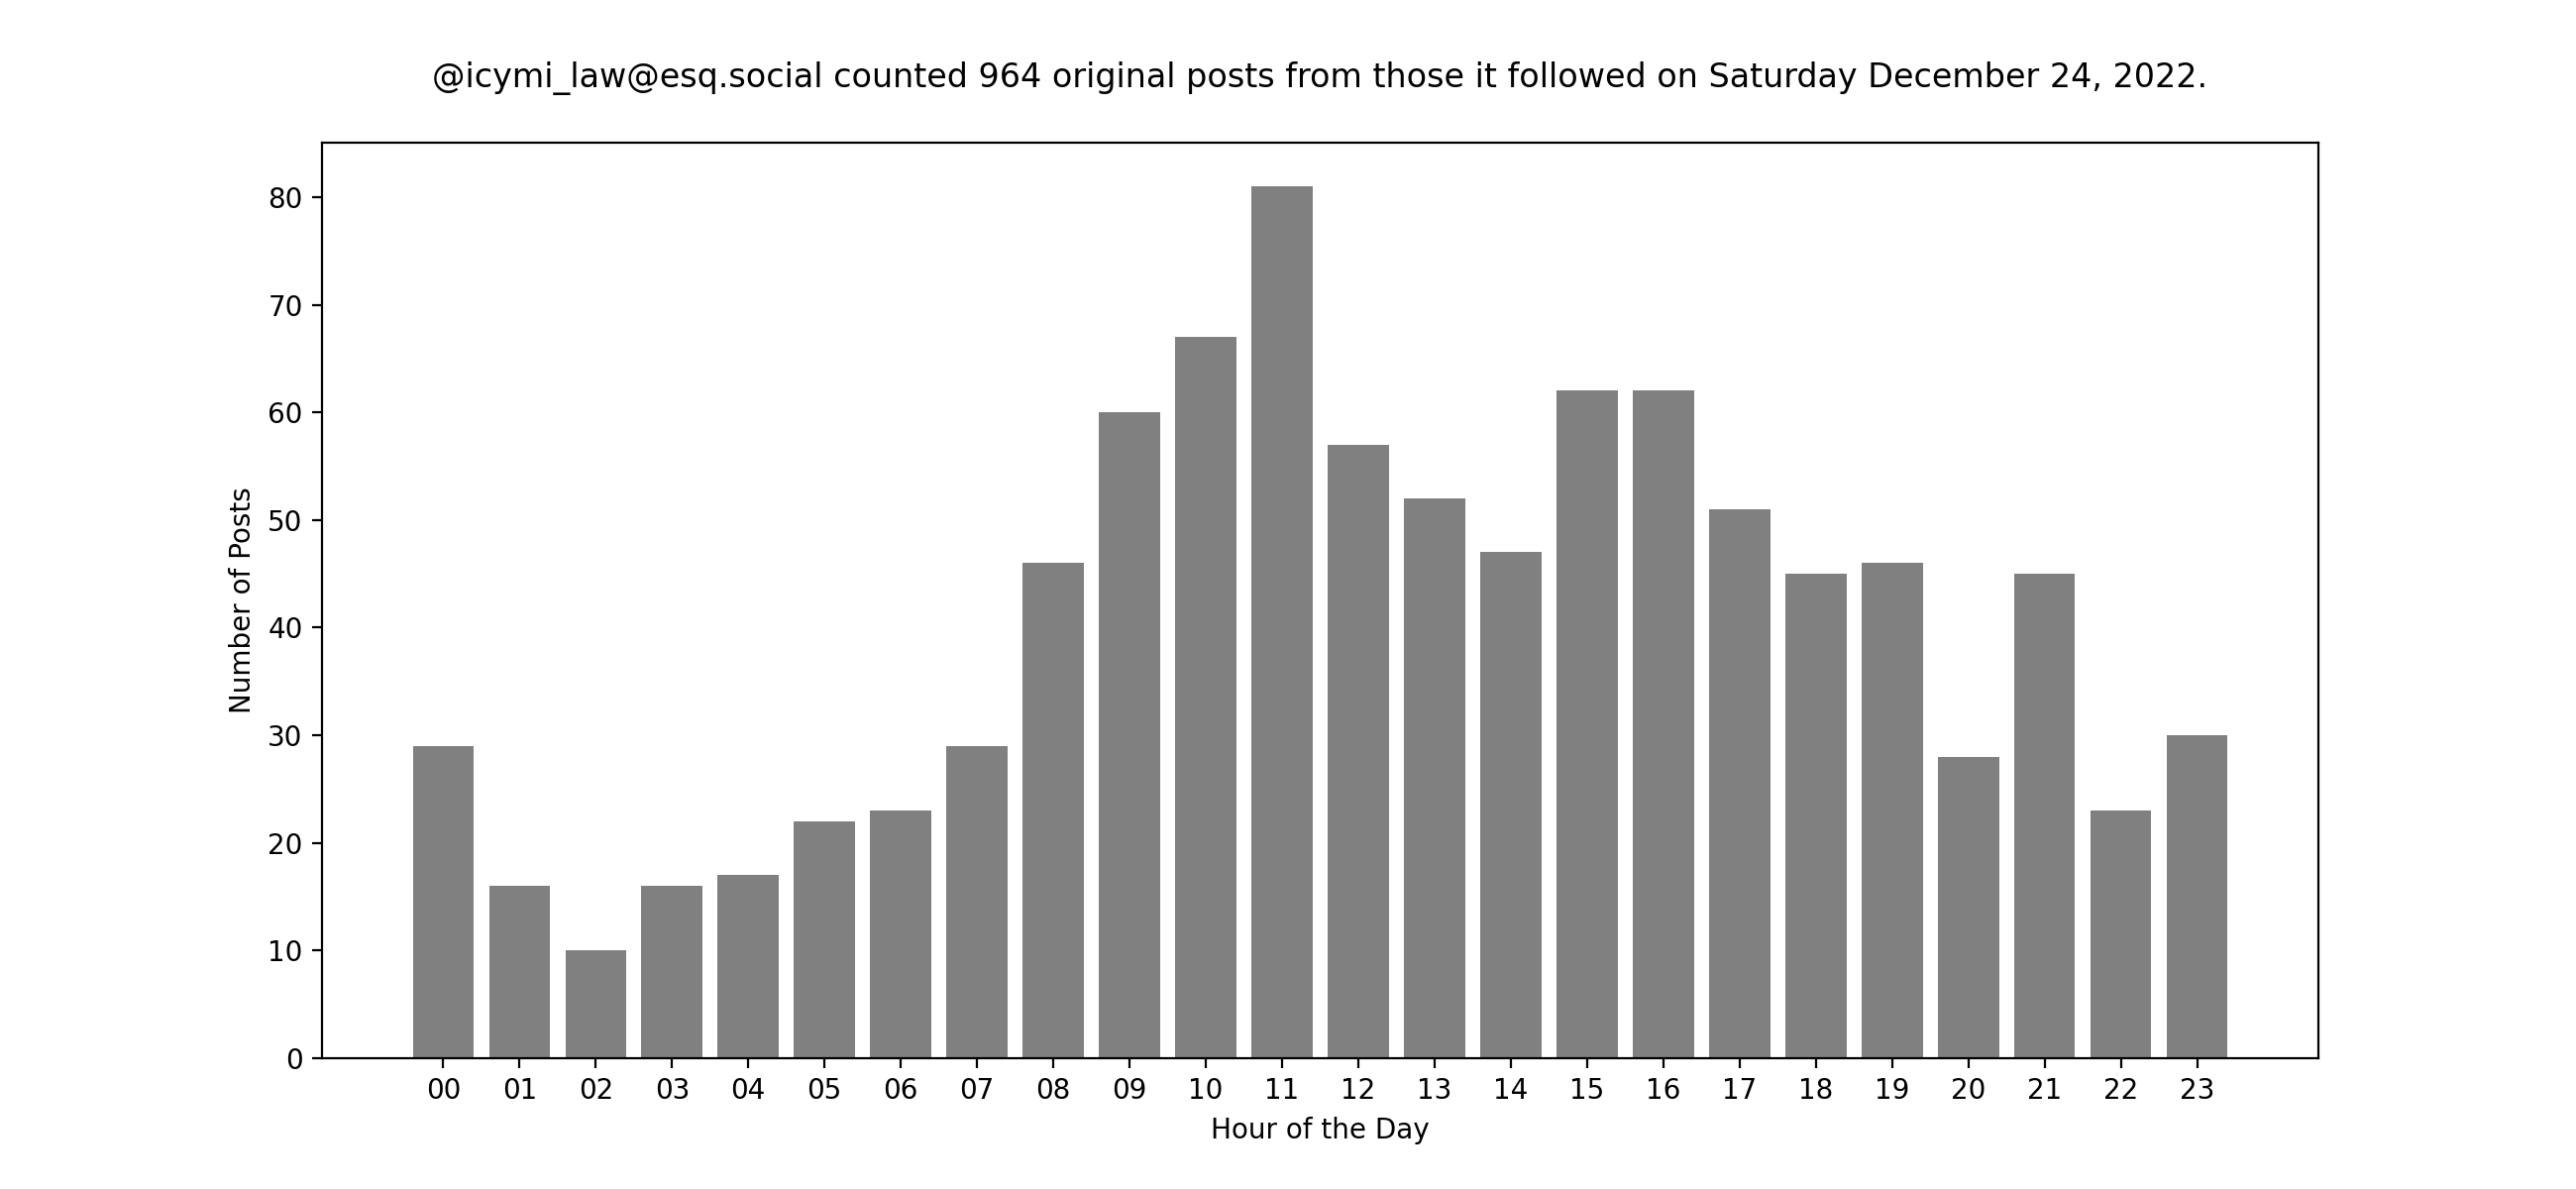 @icymi_law@esq.social counted 964 original posts from those it followed on Saturday December 24, 2022.
80
70
60
50
40
30
20
10
0
Number of Posts
00 01 02 03 04 05 06 07 08 09 10 11 12 13 14 15 16 17 18 19 20 21 22 23
Hour of the Day